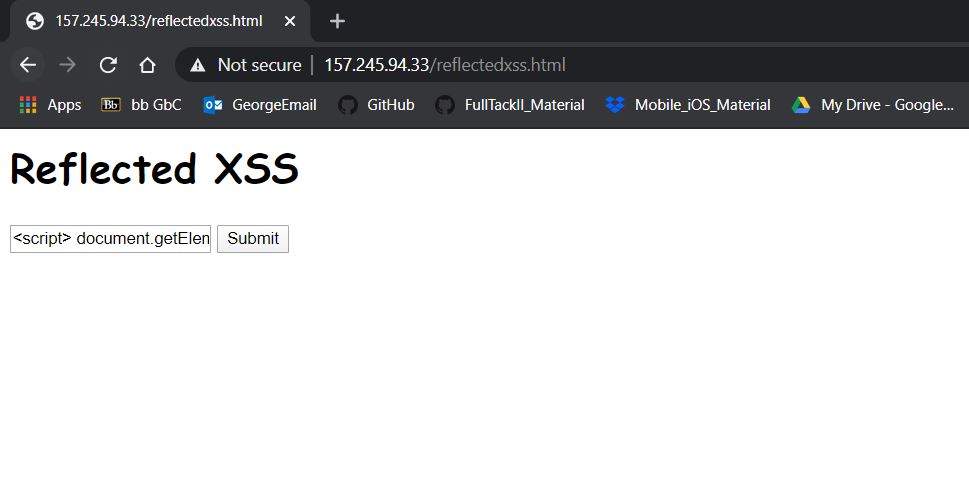 157.245.94.33/reflectedxss.html
Not secure | 157.245.94.33/reflectedxss.html
Apps Bb bb GbC GeorgeEmail GitHub FullTackII_Material Mobile_iOS_Material My Drive - Google...
Reflected XSS
<script> document.getElem Submit